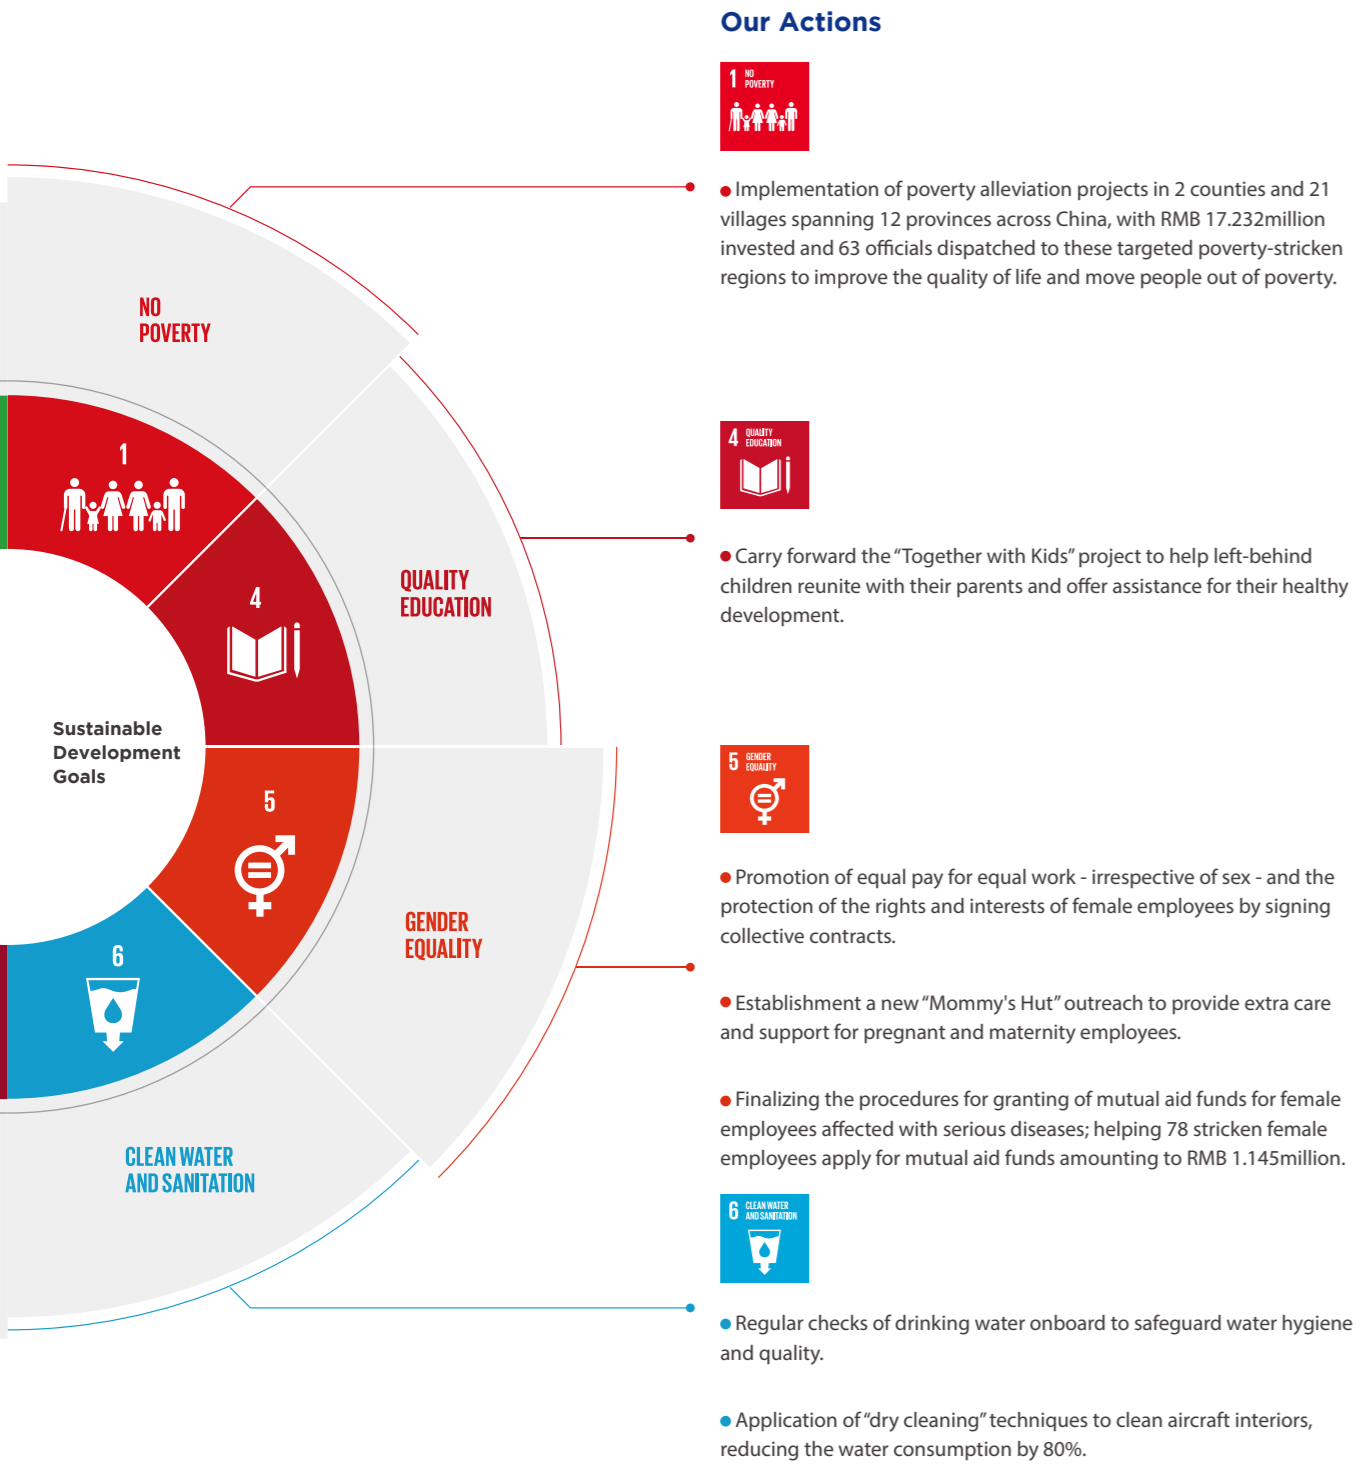 Our Actions
1 NO
POVERTY
● Implementation of poverty alleviation projects in 2 counties and 21
villages spanning 12 provinces across China, with RMB 17.232million
invested and 63 officials dispatched to these targeted poverty-stricken
regions to improve the quality of life and move people out of poverty.
NO
POVERTY
1
4 QUALITY
EDUCATION
● Carry forward the “Together with Kids” project to help left-behind
children reunite with their parents and offer assistance for their healthy
development.
QUALITY
EDUCATION
4
Sustainable
Development
Goals
5 GENDER
EQUALITY
5
● Promotion of equal pay for equal work - irrespective of sex - and the
protection of the rights and interests of female employees by signing
collective contracts.
GENDER
EQUALITY
● Establishment a new “Mommy's Hut” outreach to provide extra care
and support for pregnant and maternity employees.
● Finalizing the procedures for granting of mutual aid funds for female
employees affected with serious diseases; helping 78 stricken female
employees apply for mutual aid funds amounting to RMB 1.145million.
6
CLEAN WATER
AND SANITATION
6 CLEAN WATER
AND SANITATION
● Regular checks of drinking water onboard to safeguard water hygiene
and quality.
● Application of “dry cleaning” techniques to clean aircraft interiors,
reducing the water consumption by 80%.